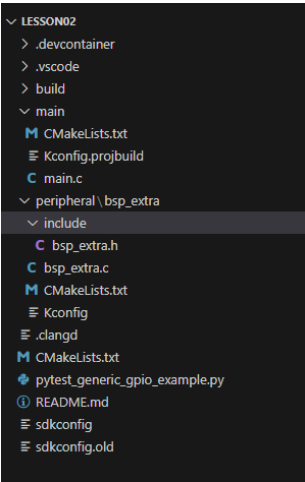 LESSON02
.devcontainer
.vscode
build
main
M CMakeLists.txt
Kconfig.projbuild
C main.c
peripheral\bsp_extra
include
C bsp_extra.h
C bsp_extra.c
M CMakeLists.txt
Kconfig
.clangd
M CMakeLists.txt
pytest_generic_gpio_example.py
README.md
sdkconfig
sdkconfig.old